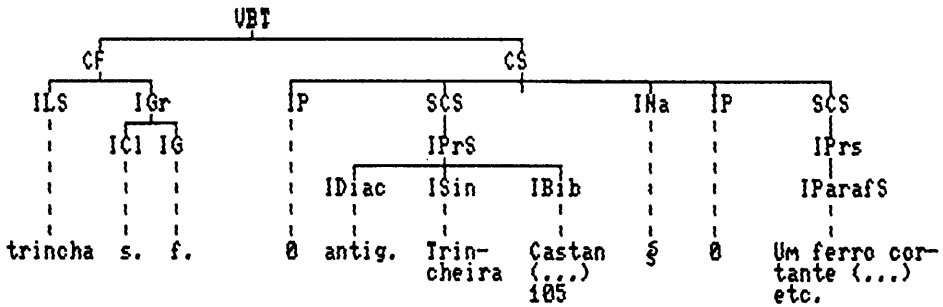 VBT
CF CS
ILS IGr IP SCS INa IP SCS
ICl IG IPrS IPrs
IDiac ISin IBib IParafS
trincha s. f. 0 antig. Trin- Castan § 0 Um ferro cor-
cheira (...) tante (...)
105 etc.